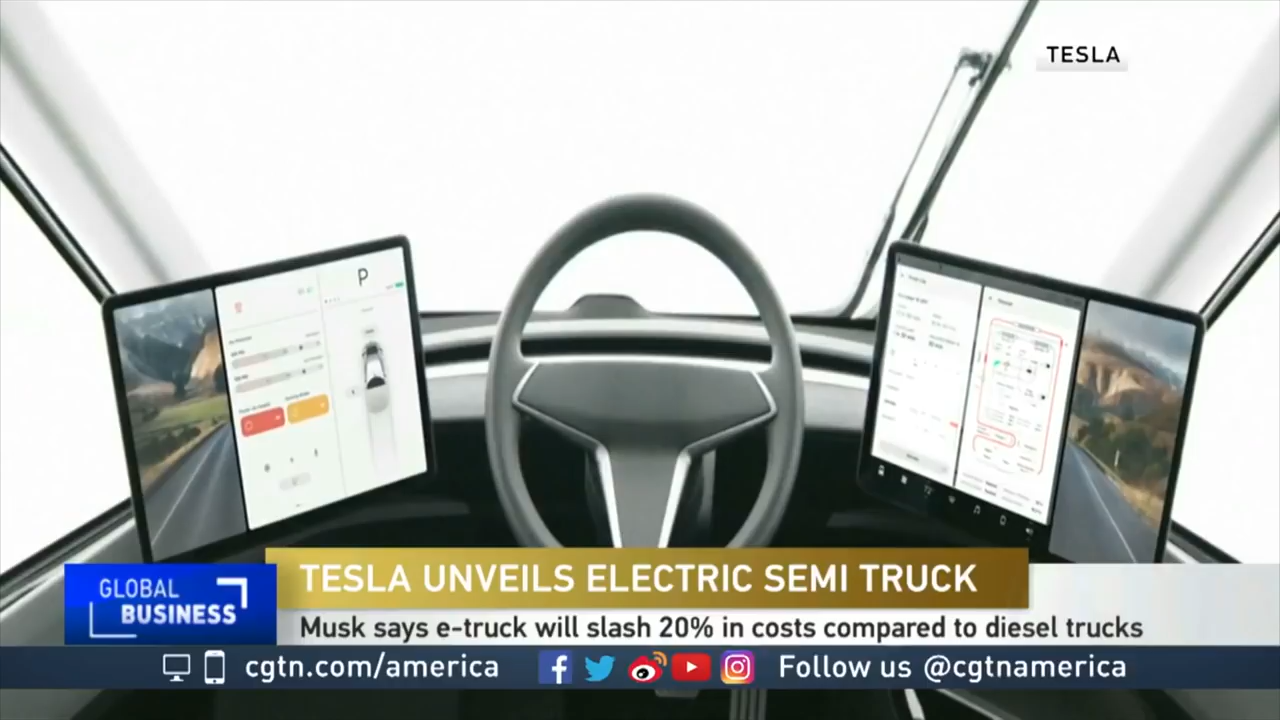 TESLA
P
TESLA UNVEILS ELECTRIC SEMI TRUCK
GLOBAL
BUSINESS
Musk says e-truck will slash 20% in costs compared to diesel trucks
cgtn.com/america
Follow us @cgtnamerica